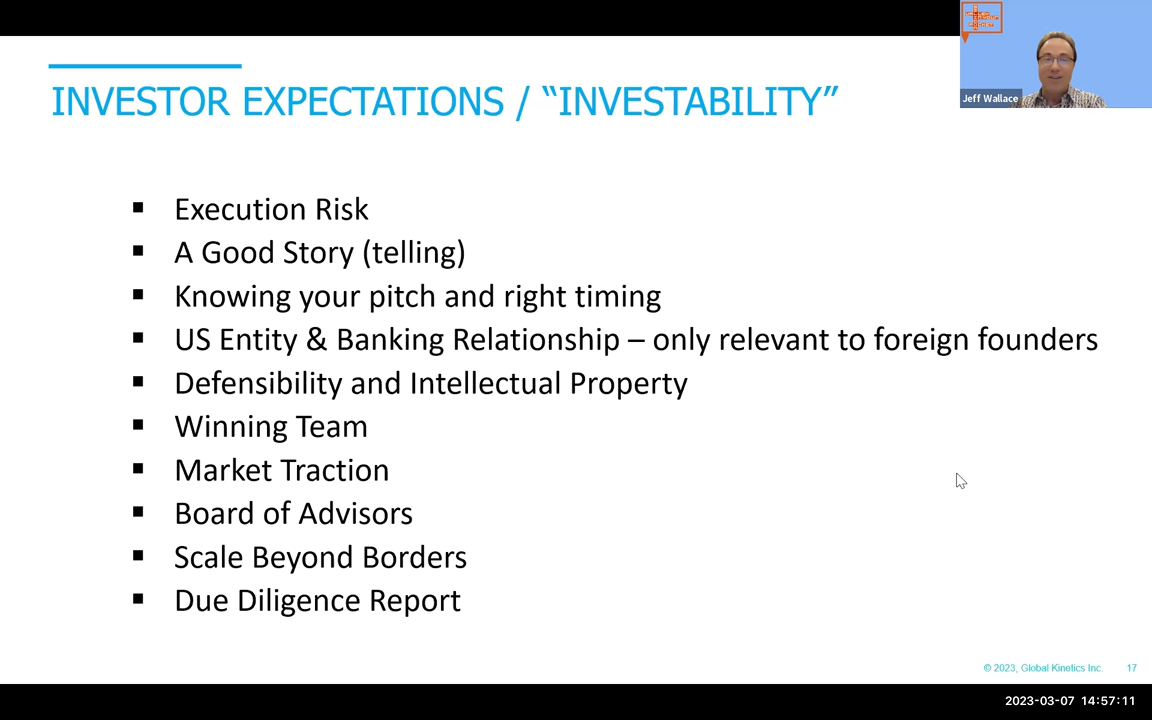 INVESTOR EXPECTATIONS / “INVESTABILITY”
Jeff Wallace
▪ Execution Risk
▪ A Good Story (telling)
▪ Knowing your pitch and right timing
▪ US Entity & Banking Relationship – only relevant to foreign founders
▪ Defensibility and Intellectual Property
▪ Winning Team
▪ Market Traction
▪ Board of Advisors
▪ Scale Beyond Borders
▪ Due Diligence Report
© 2023, Global Kinetics Inc. 17
2023-03-07 14:57:11